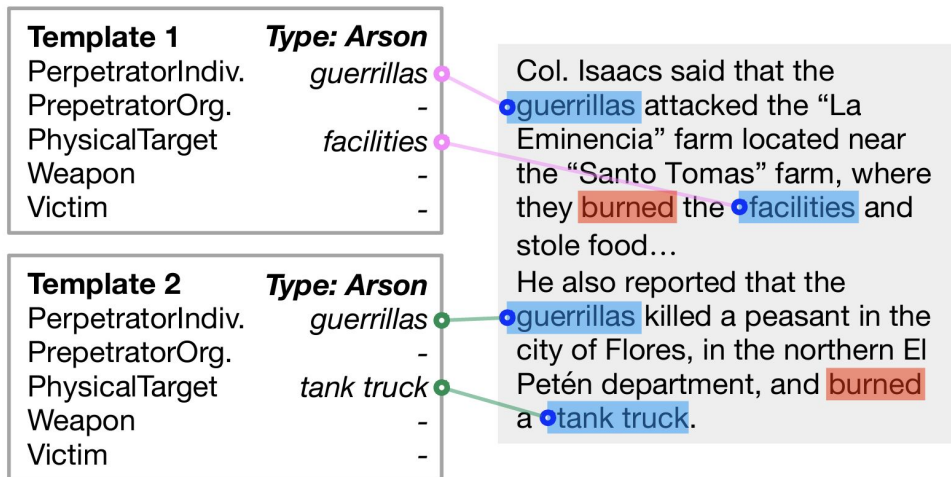 Template 1 Type: Arson
PerpetratorIndiv. guerrillas
PrepetratorOrg. -
PhysicalTarget facilities
Weapon -
Victim -
Template 2 Type: Arson
PerpetratorIndiv. guerrillas
PrepetratorOrg. -
PhysicalTarget tank truck
Weapon -
Victim -
Col. Isaacs said that the
guerrillas attacked the “La
Eminencia” farm located near
the “Santo Tomas” farm, where
they burned the facilities and
stole food…
He also reported that the
guerrillas killed a peasant in the
city of Flores, in the northern El
Petén department, and burned
a tank truck.